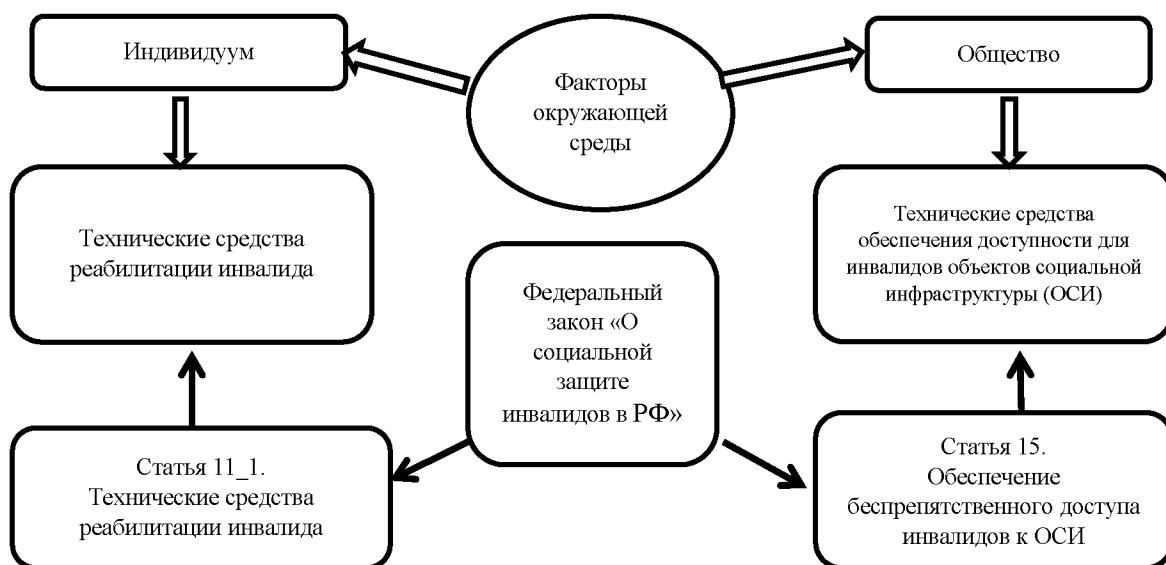 Индивидуум
Факторы
окружающей
среды
Общество
Технические средства
реабилитации инвалида
Технические средства
обеспечения доступности для
инвалидов объектов социальной
инфраструктуры (ОСИ)
Федеральный
закон «О
социальной
защите
инвалидов в РФ»
Статья 11_1.
Технические средства
реабилитации инвалида
Статья 15.
Обеспечение
беспрепятственного доступа
инвалидов к ОСИ